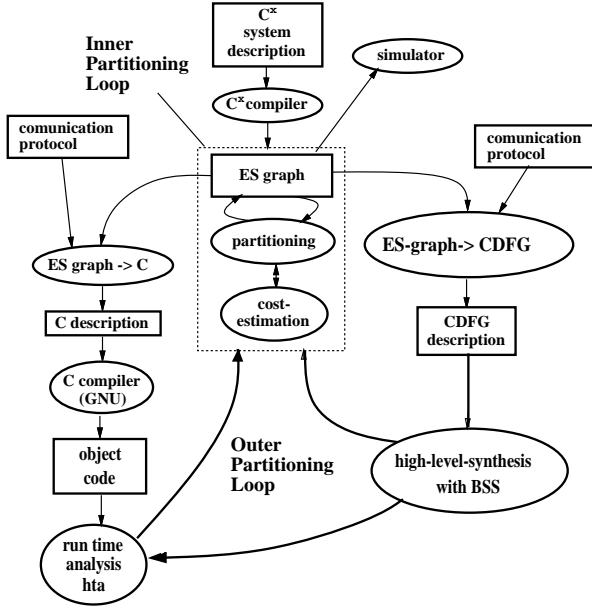 Cˣ
system
description
Inner
Partitioning
Loop
simulator
Cˣ compiler
comunication
protocol
comunication
protocol
ES graph
partitioning
ES-graph-> CDFG
ES graph -> C
cost-
estimation
C description
CDFG
description
C compiler
(GNU)
Outer
Partitioning
Loop
object
code
high-level-synthesis
with BSS
run time
analysis
hta